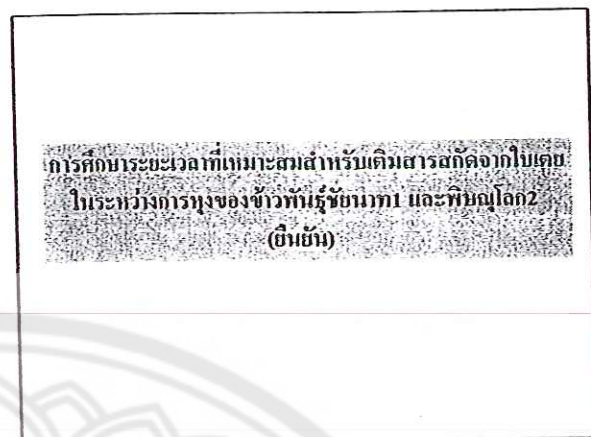 การศึกษาระยะเวลาที่เหมาะสมสำหรับเติมสารสกัดจากใบเตย
ในระหว่างการหุงของข้าวพันธุ์ชัยนาท1 และพิษณุโลก2
(ยืนยัน)